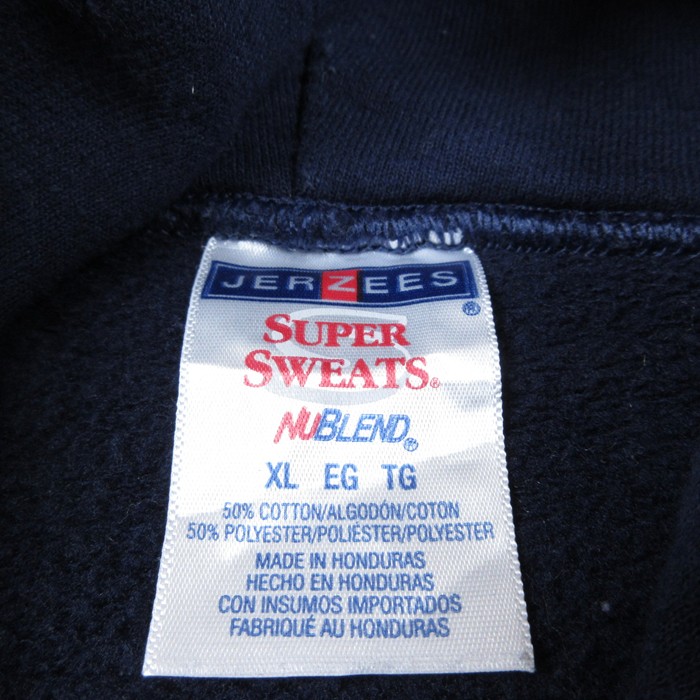 JERZEES
®
SUPER
SWEATS®
NUBLEND®
XL EG TG
50% COTTON/ALGODÓN/COTON
50% POLYESTER/POLIÉSTER/POLYESTER
MADE IN HONDURAS
HECHO EN HONDURAS
CON INSUMOS IMPORTADOS
FABRIQUÉ AU HONDURAS